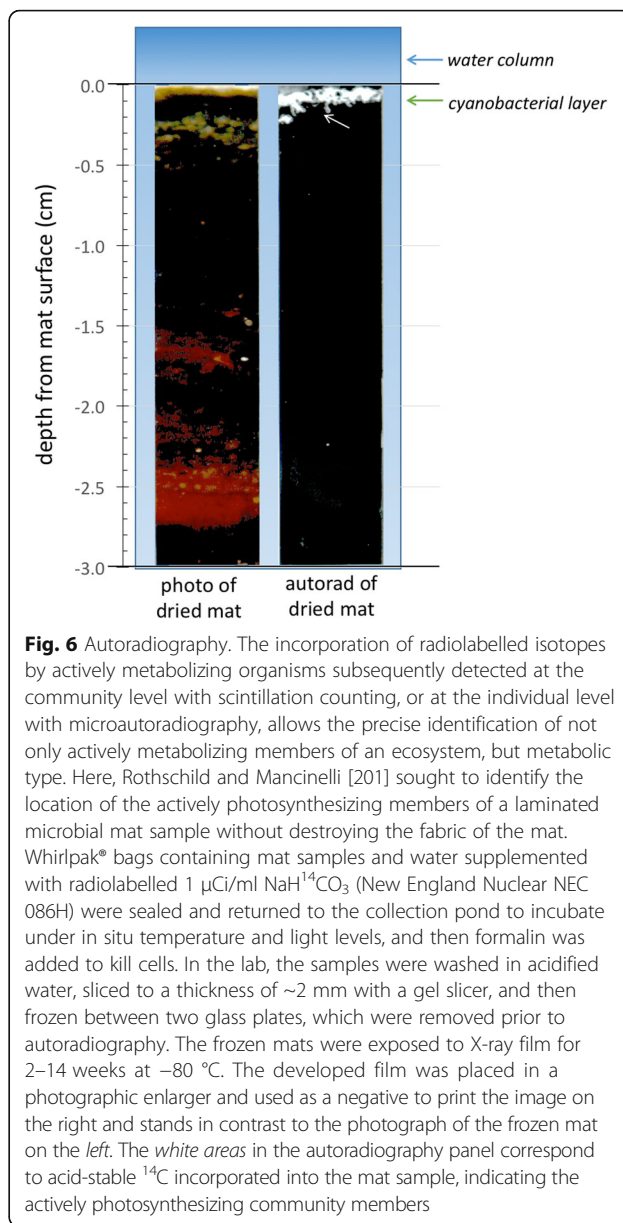 water column
0.0
cyanobacterial layer
-0.5
-1.0
-1.5
-2.0
-2.5
-3.0
depth from mat surface (cm)
photo of
dried mat
autorad of
dried mat
Fig. 6 Autoradiography. The incorporation of radiolabelled isotopes
by actively metabolizing organisms subsequently detected at the
community level with scintillation counting, or at the individual level
with microautoradiography, allows the precise identification of not
only actively metabolizing members of an ecosystem, but metabolic
type. Here, Rothschild and Mancinelli [201] sought to identify the
location of the actively photosynthesizing members of a laminated
microbial mat sample without destroying the fabric of the mat.
Whirlpak® bags containing mat samples and water supplemented
with radiolabelled 1 μCi/ml NaH¹⁴CO₃ (New England Nuclear NEC
086H) were sealed and returned to the collection pond to incubate
under in situ temperature and light levels, and then formalin was
added to kill cells. In the lab, the samples were washed in acidified
water, sliced to a thickness of ~2 mm with a gel slicer, and then
frozen between two glass plates, which were removed prior to
autoradiography. The frozen mats were exposed to X-ray film for
2–14 weeks at −80 °C. The developed film was placed in a
photographic enlarger and used as a negative to print the image on
the right and stands in contrast to the photograph of the frozen mat
on the left. The white areas in the autoradiography panel correspond
to acid-stable ¹⁴C incorporated into the mat sample, indicating the
actively photosynthesizing community members